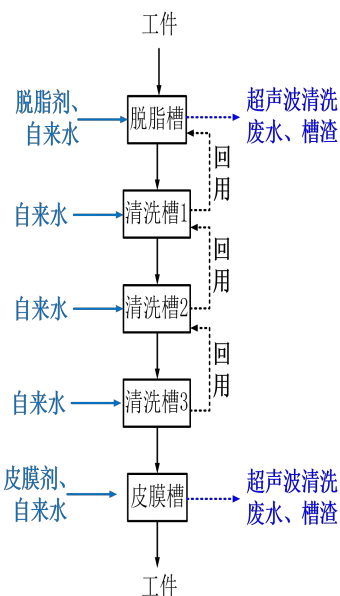 工件
脱脂剂、
自来水
脱脂槽
超声波清洗
废水、槽渣
回
用
自来水
清洗槽1
回
用
自来水
清洗槽2
回
用
自来水
清洗槽3
皮膜剂、
自来水
皮膜槽
超声波清洗
废水、槽渣
工件